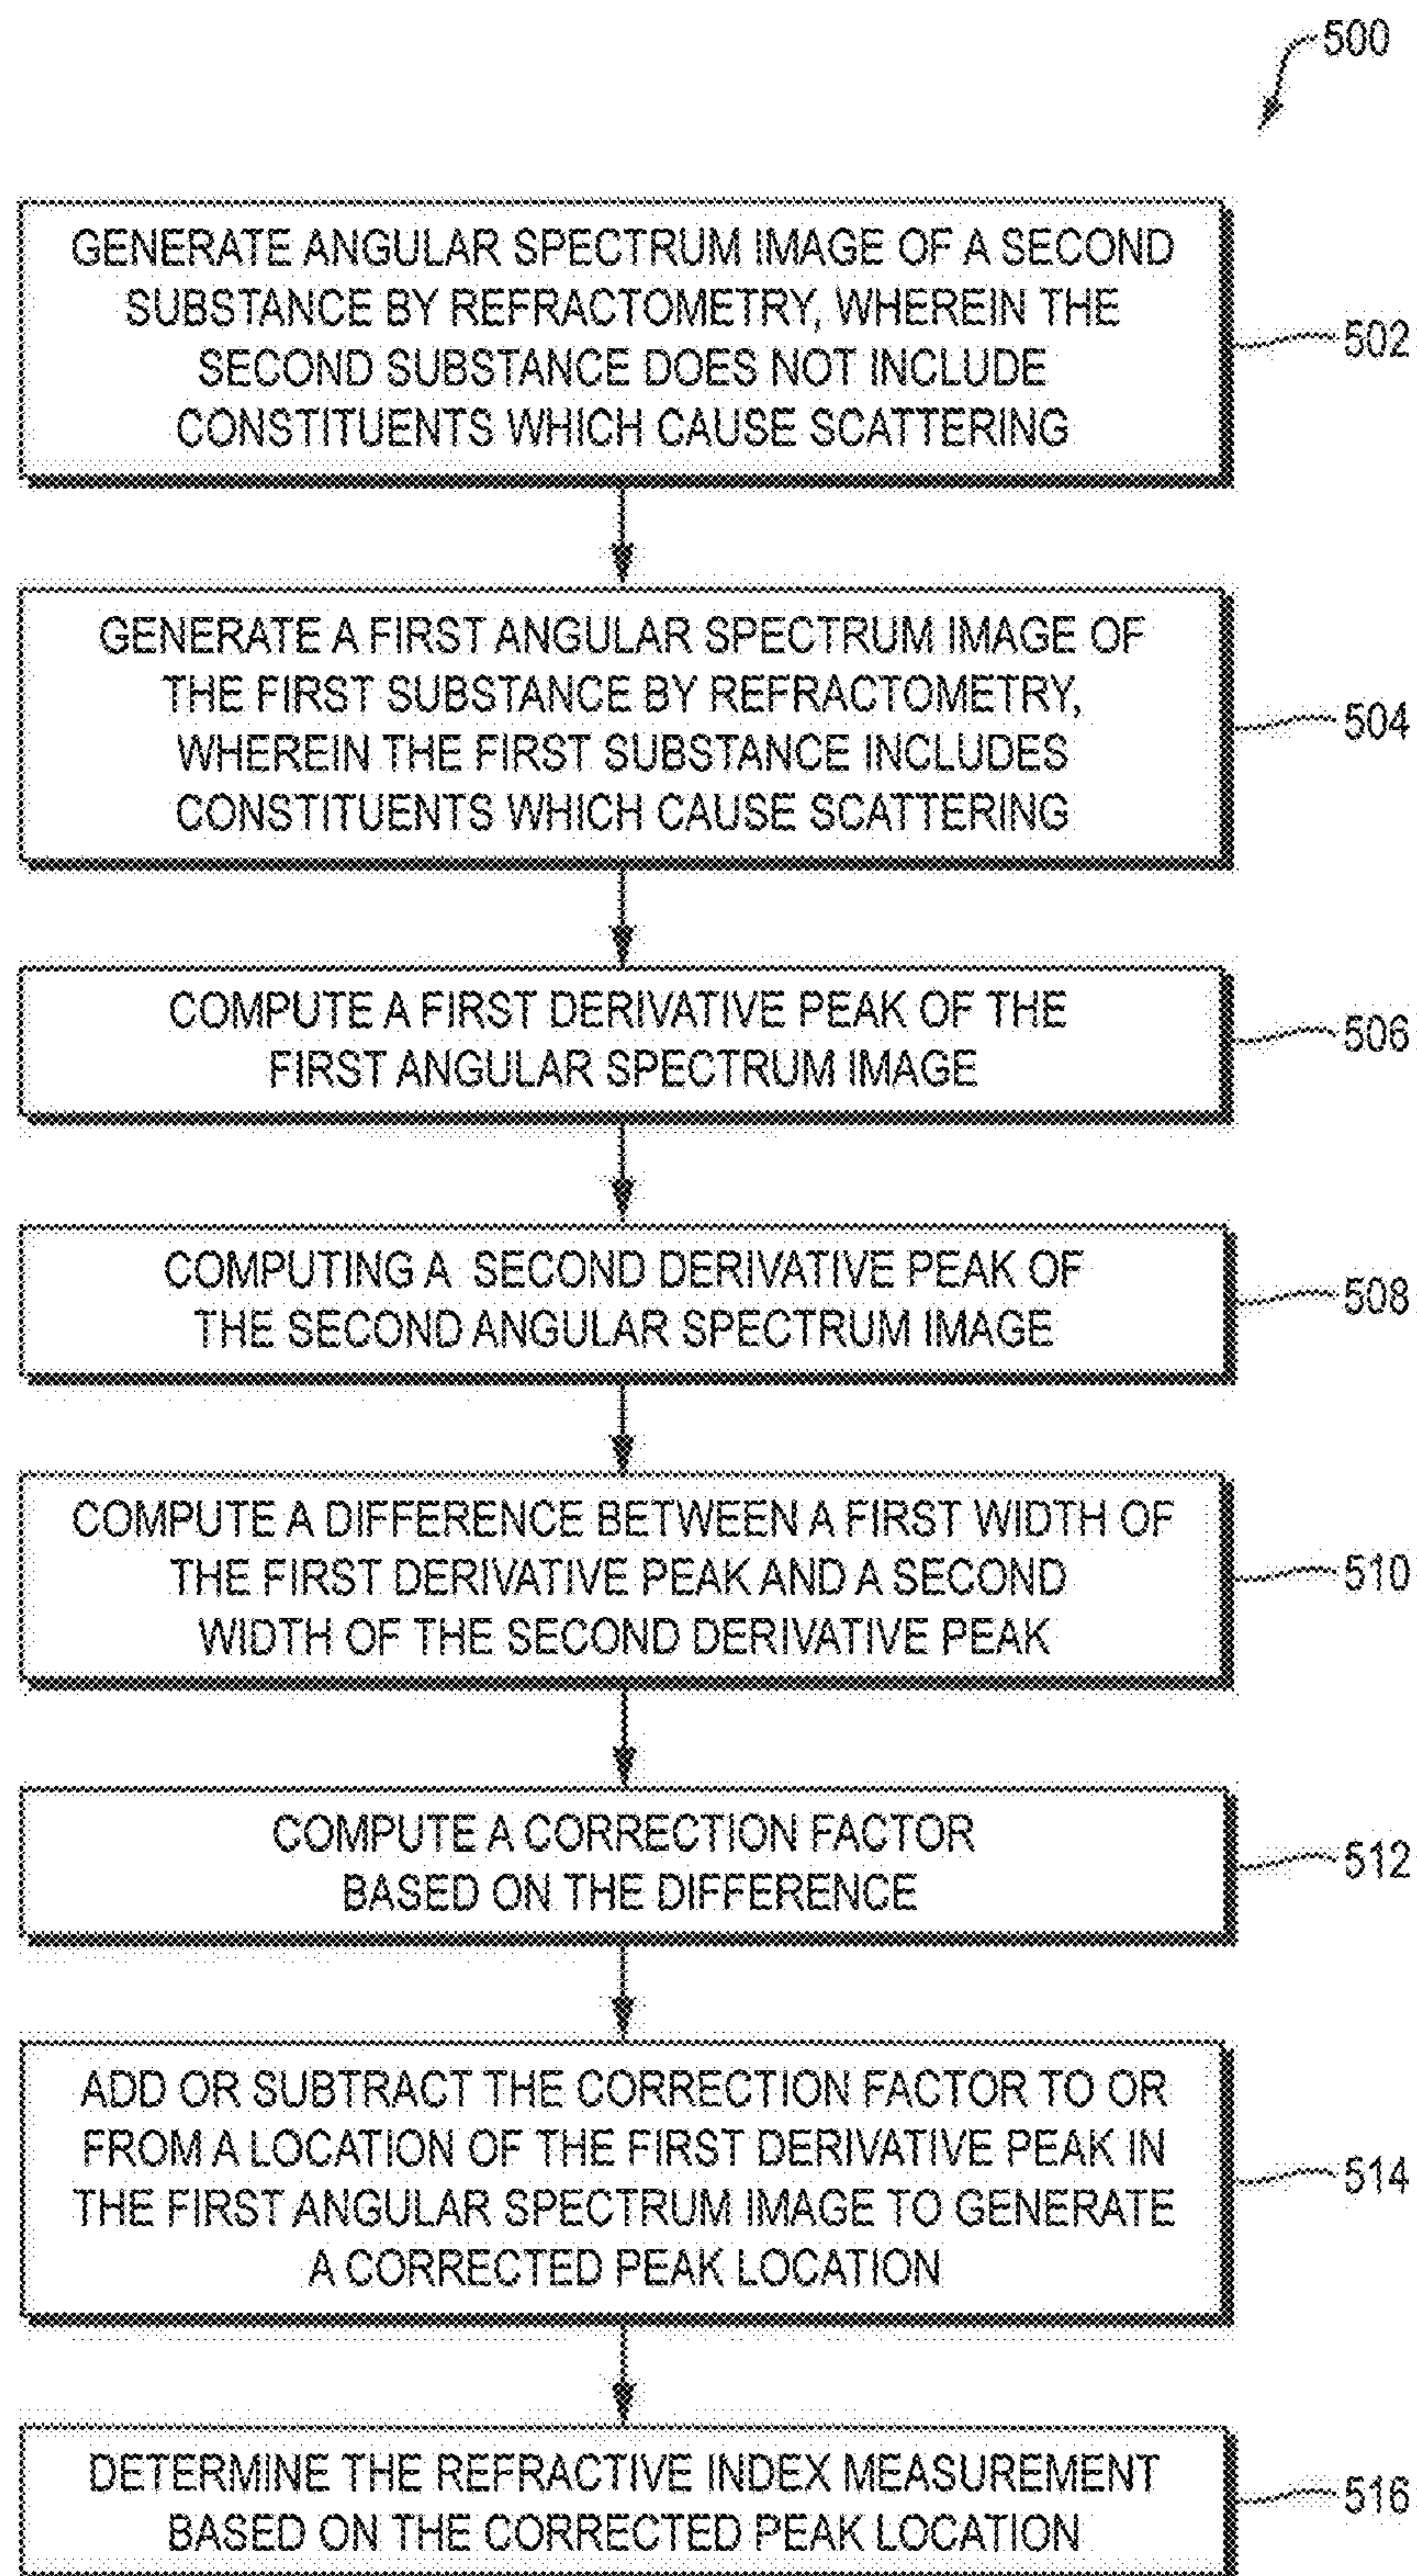 500
GENERATE ANGULAR SPECTRUM IMAGE OF A SECOND
SUBSTANCE BY REFRACTOMETRY, WHEREIN THE
SECOND SUBSTANCE DOES NOT INCLUDE
CONSTITUENTS WHICH CAUSE SCATTERING
502
GENERATE A FIRST ANGULAR SPECTRUM IMAGE OF
THE FIRST SUBSTANCE BY REFRACTOMETRY,
WHEREIN THE FIRST SUBSTANCE INCLUDES
CONSTITUENTS WHICH CAUSE SCATTERING
504
COMPUTE A FIRST DERIVATIVE PEAK OF THE
FIRST ANGULAR SPECTRUM IMAGE
506
COMPUTING A SECOND DERIVATIVE PEAK OF
THE SECOND ANGULAR SPECTRUM IMAGE
508
COMPUTE A DIFFERENCE BETWEEN A FIRST WIDTH OF
THE FIRST DERIVATIVE PEAK AND A SECOND
WIDTH OF THE SECOND DERIVATIVE PEAK
510
COMPUTE A CORRECTION FACTOR
BASED ON THE DIFFERENCE
512
ADD OR SUBTRACT THE CORRECTION FACTOR TO OR
FROM A LOCATION OF THE FIRST DERIVATIVE PEAK IN
THE FIRST ANGULAR SPECTRUM IMAGE TO GENERATE
A CORRECTED PEAK LOCATION
514
DETERMINE THE REFRACTIVE INDEX MEASUREMENT
BASED ON THE CORRECTED PEAK LOCATION
516